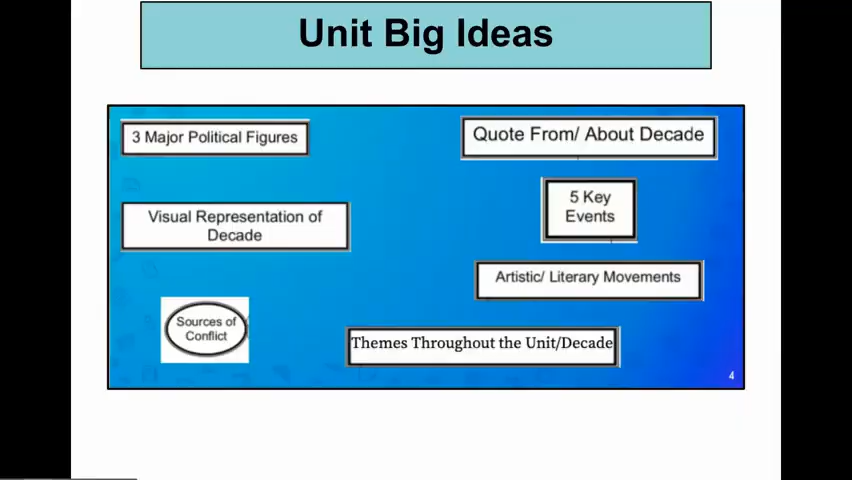 Unit Big Ideas
3 Major Political Figures
Quote From/ About Decade
Visual Representation of
Decade
5 Key
Events
Artistic/ Literary Movements
Sources of
Conflict
Themes Throughout the Unit/Decade
4